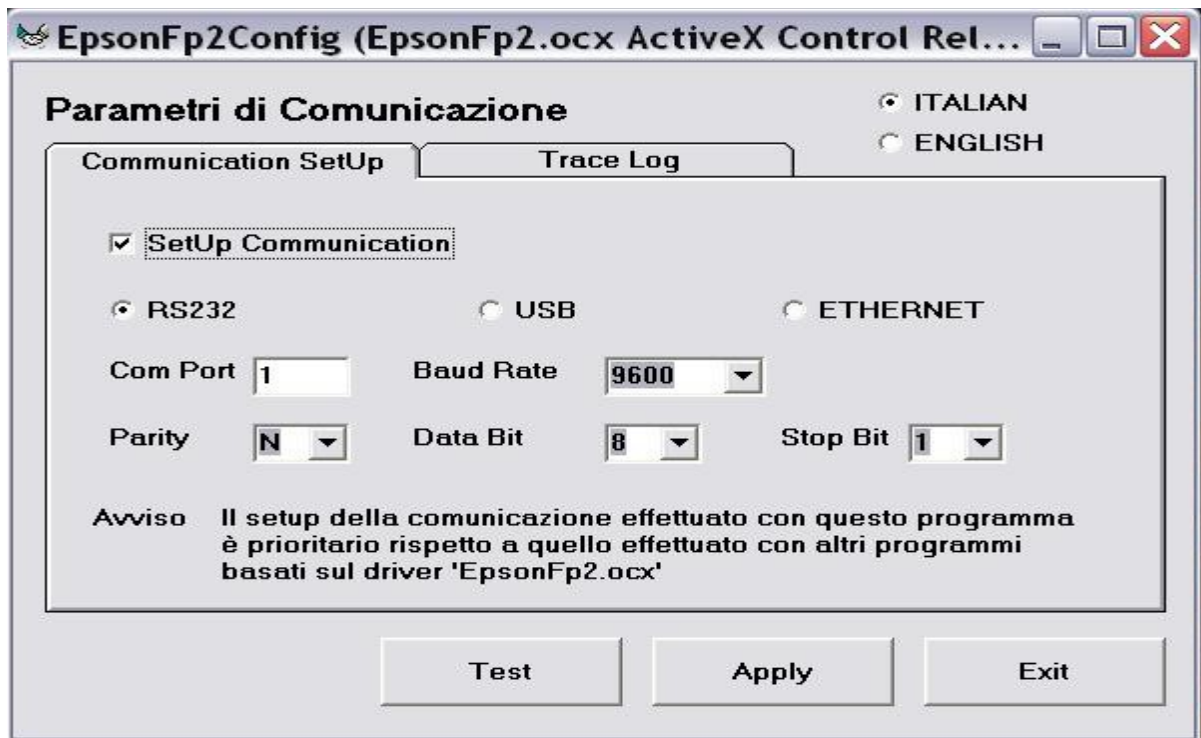 EpsonFp2Config (EpsonFp2.ocx ActiveX Control Rel...
Parametri di Comunicazione
ITALIAN
ENGLISH
Communication SetUp
Trace Log
SetUp Communication
RS232 USB ETHERNET
Com Port 1 Baud Rate 9600
Parity N Data Bit 8 Stop Bit 1
Avviso Il setup della comunicazione effettuato con questo programma
è prioritario rispetto a quello effettuato con altri programmi
basati sul driver 'EpsonFp2.ocx'
Test Apply Exit